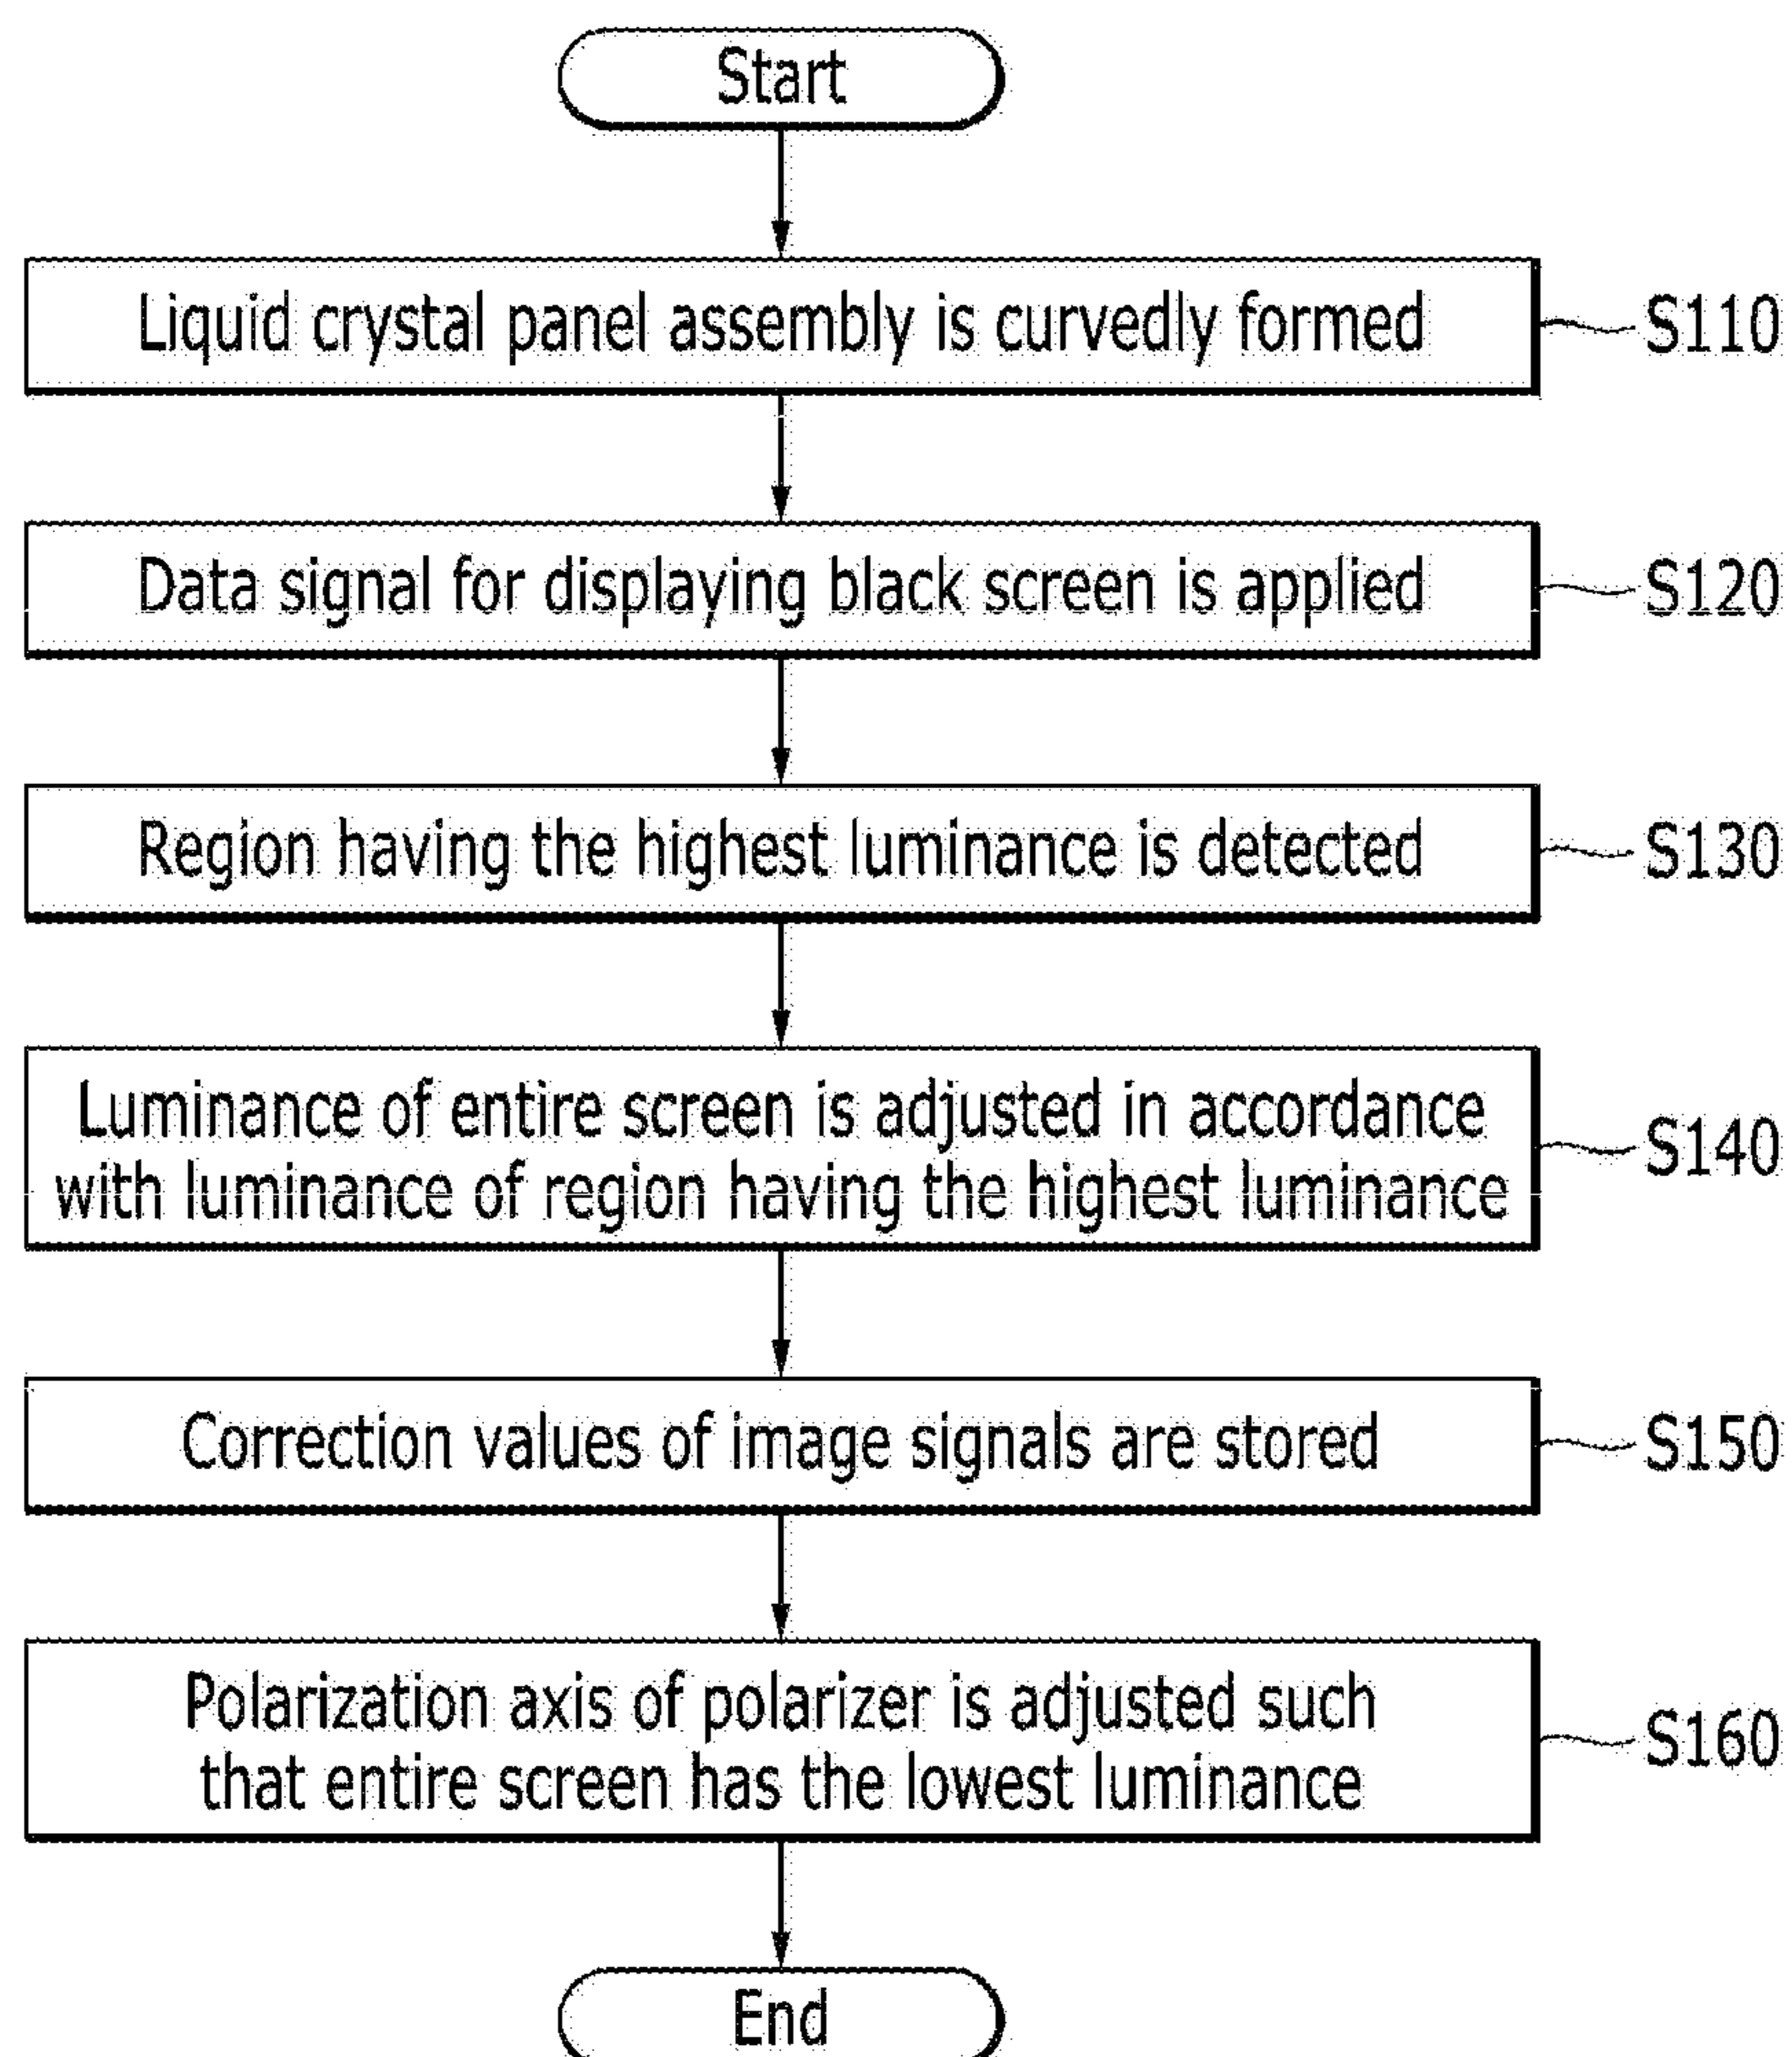 Start
Liquid crystal panel assembly is curvedly formed
S110
Data signal for displaying black screen is applied
S120
Region having the highest luminance is detected
S130
Luminance of entire screen is adjusted in accordance
with luminance of region having the highest luminance
S140
Correction values of image signals are stored
S150
Polarization axis of polarizer is adjusted such
that entire screen has the lowest luminance
S160
End